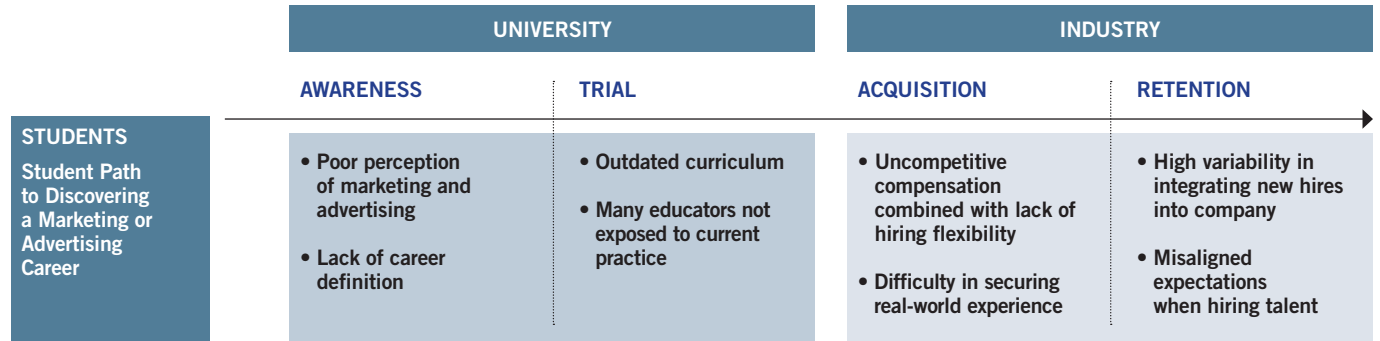 UNIVERSITY
INDUSTRY
AWARENESS
TRIAL
ACQUISITION
RETENTION
STUDENTS
Student Path
to Discovering
a Marketing or
Advertising
Career
• Poor perception
of marketing and
advertising
• Lack of career
definition
• Outdated curriculum
• Many educators not
exposed to current
practice
• Uncompetitive
compensation
combined with lack of
hiring flexibility
• Difficulty in securing
real-world experience
• High variability in
integrating new hires
into company
• Misaligned
expectations
when hiring talent